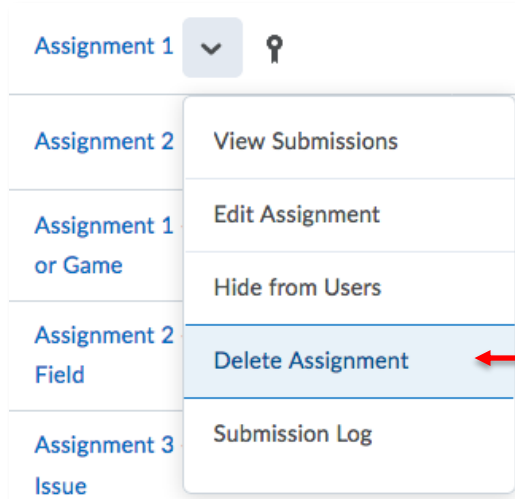 Assignment 1
Assignment 2
View Submissions
Edit Assignment
Assignment 1
or Game
Hide from Users
Assignment 2
Field
Delete Assignment
Submission Log
Assignment 3
Issue